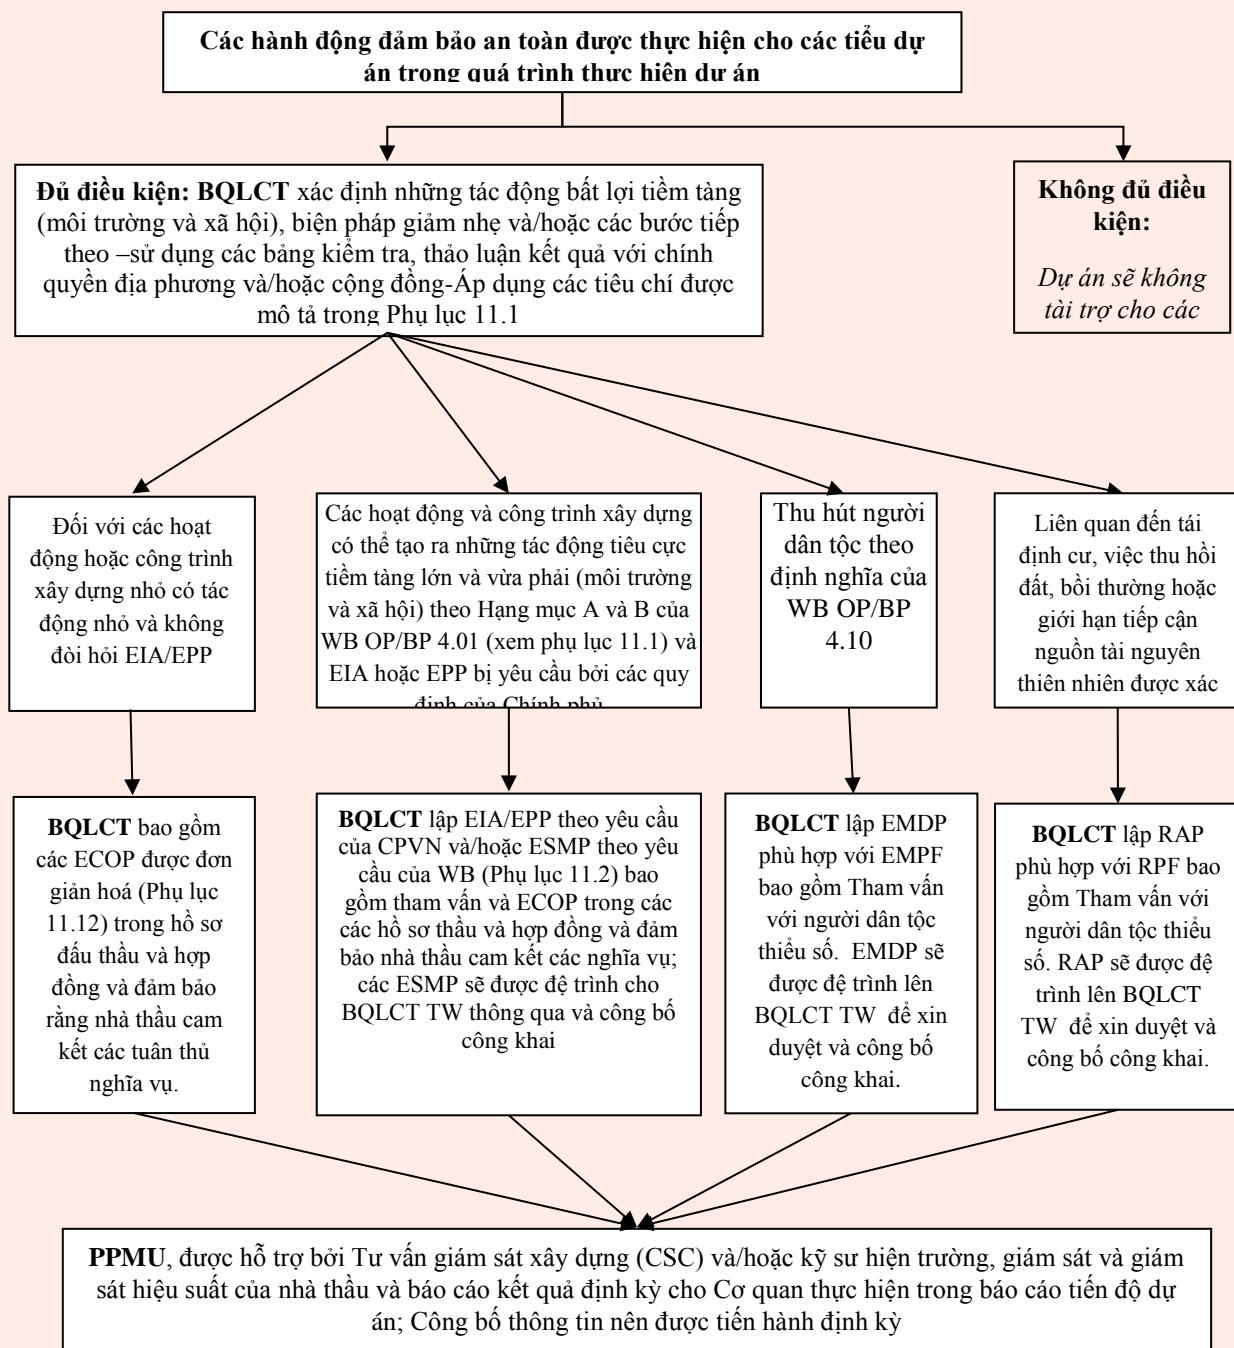 Các hành động đảm bảo an toàn được thực hiện cho các tiểu dự
án trong quá trình thực hiện dự án
Đủ điều kiện: BQLCT xác định những tác động bất lợi tiềm tàng
(môi trường và xã hội), biện pháp giảm nhẹ và/hoặc các bước tiếp
theo –sử dụng các bảng kiểm tra, thảo luận kết quả với chính
quyền địa phương và/hoặc cộng đồng-Áp dụng các tiêu chí được
mô tả trong Phụ lục 11.1
Không đủ điều
kiện:
Dự án sẽ không
tài trợ cho các
Đối với các hoạt
động hoặc công trình
xây dựng nhỏ có tác
động nhỏ và không
đòi hỏi EIA/EPP
Các hoạt động và công trình xây dựng
có thể tạo ra những tác động tiêu cực
tiềm tàng lớn và vừa phải (môi trường
và xã hội) theo Hạng mục A và B của
WB OP/BP 4.01 (xem phụ lục 11.1) và
EIA hoặc EPP bị yêu cầu bởi các quy
định của Chính phủ
Thu hút người
dân tộc theo
định nghĩa của
WB OP/BP
4.10
Liên quan đến tái
định cư, việc thu hồi
đất, bồi thường hoặc
giới hạn tiếp cận
nguồn tài nguyên
thiên nhiên được xác
BQLCT bao gồm
các ECOP được đơn
giản hoá (Phụ lục
11.12) trong hồ sơ
đấu thầu và hợp
đồng và đảm bảo
rằng nhà thầu cam
kết các tuân thủ
nghĩa vụ.
BQLCT lập EIA/EPP theo yêu cầu
của CPVN và/hoặc ESMP theo yêu
cầu của WB (Phụ lục 11.2) bao
gồm tham vấn và ECOP trong các
các hồ sơ thầu và hợp đồng và đảm
bảo nhà thầu cam kết các nghĩa vụ;
các ESMP sẽ được đệ trình cho
BQLCT TW thông qua và công bố
công khai
BQLCT lập EMDP
phù hợp với EMPF
bao gồm Tham vấn
với người dân tộc
thiểu số. EMDP sẽ
được đệ trình lên
BQLCT TW để xin
duyệt và công bố
công khai.
BQLCT lập RAP
phù hợp với RPF bao
gồm Tham vấn với
người dân tộc thiểu
số. RAP sẽ được đệ
trình lên BQLCT
TW để xin duyệt và
công bố công khai.
PPMU, được hỗ trợ bởi Tư vấn giám sát xây dựng (CSC) và/hoặc kỹ sư hiện trường, giám sát và giám
sát hiệu suất của nhà thầu và báo cáo kết quả định kỳ cho Cơ quan thực hiện trong báo cáo tiến độ dự
án; Công bố thông tin nên được tiến hành định kỳ